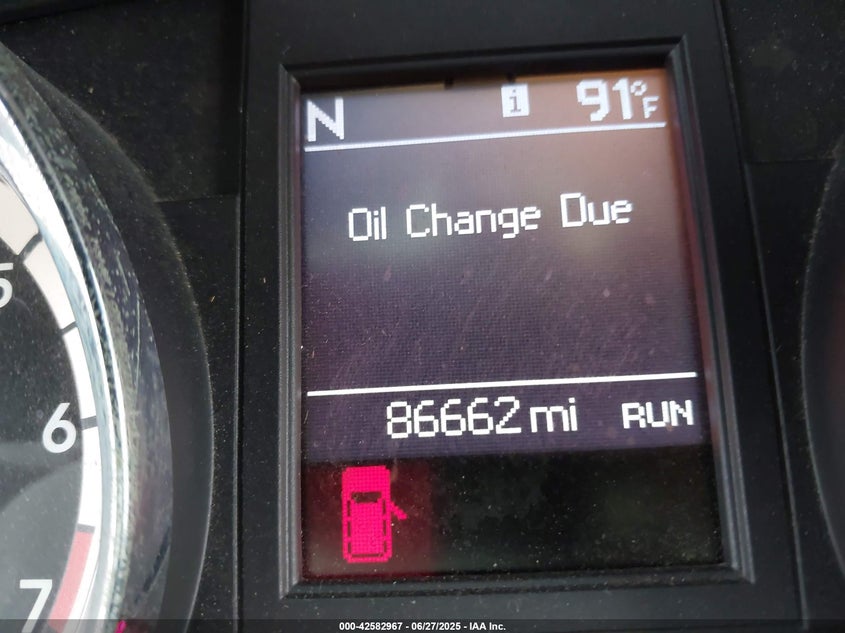 N i 91°F
Oil Change Due
86662 mi RUN
5
6
7
000-42582967 - 06/27/2025 - IAA Inc.